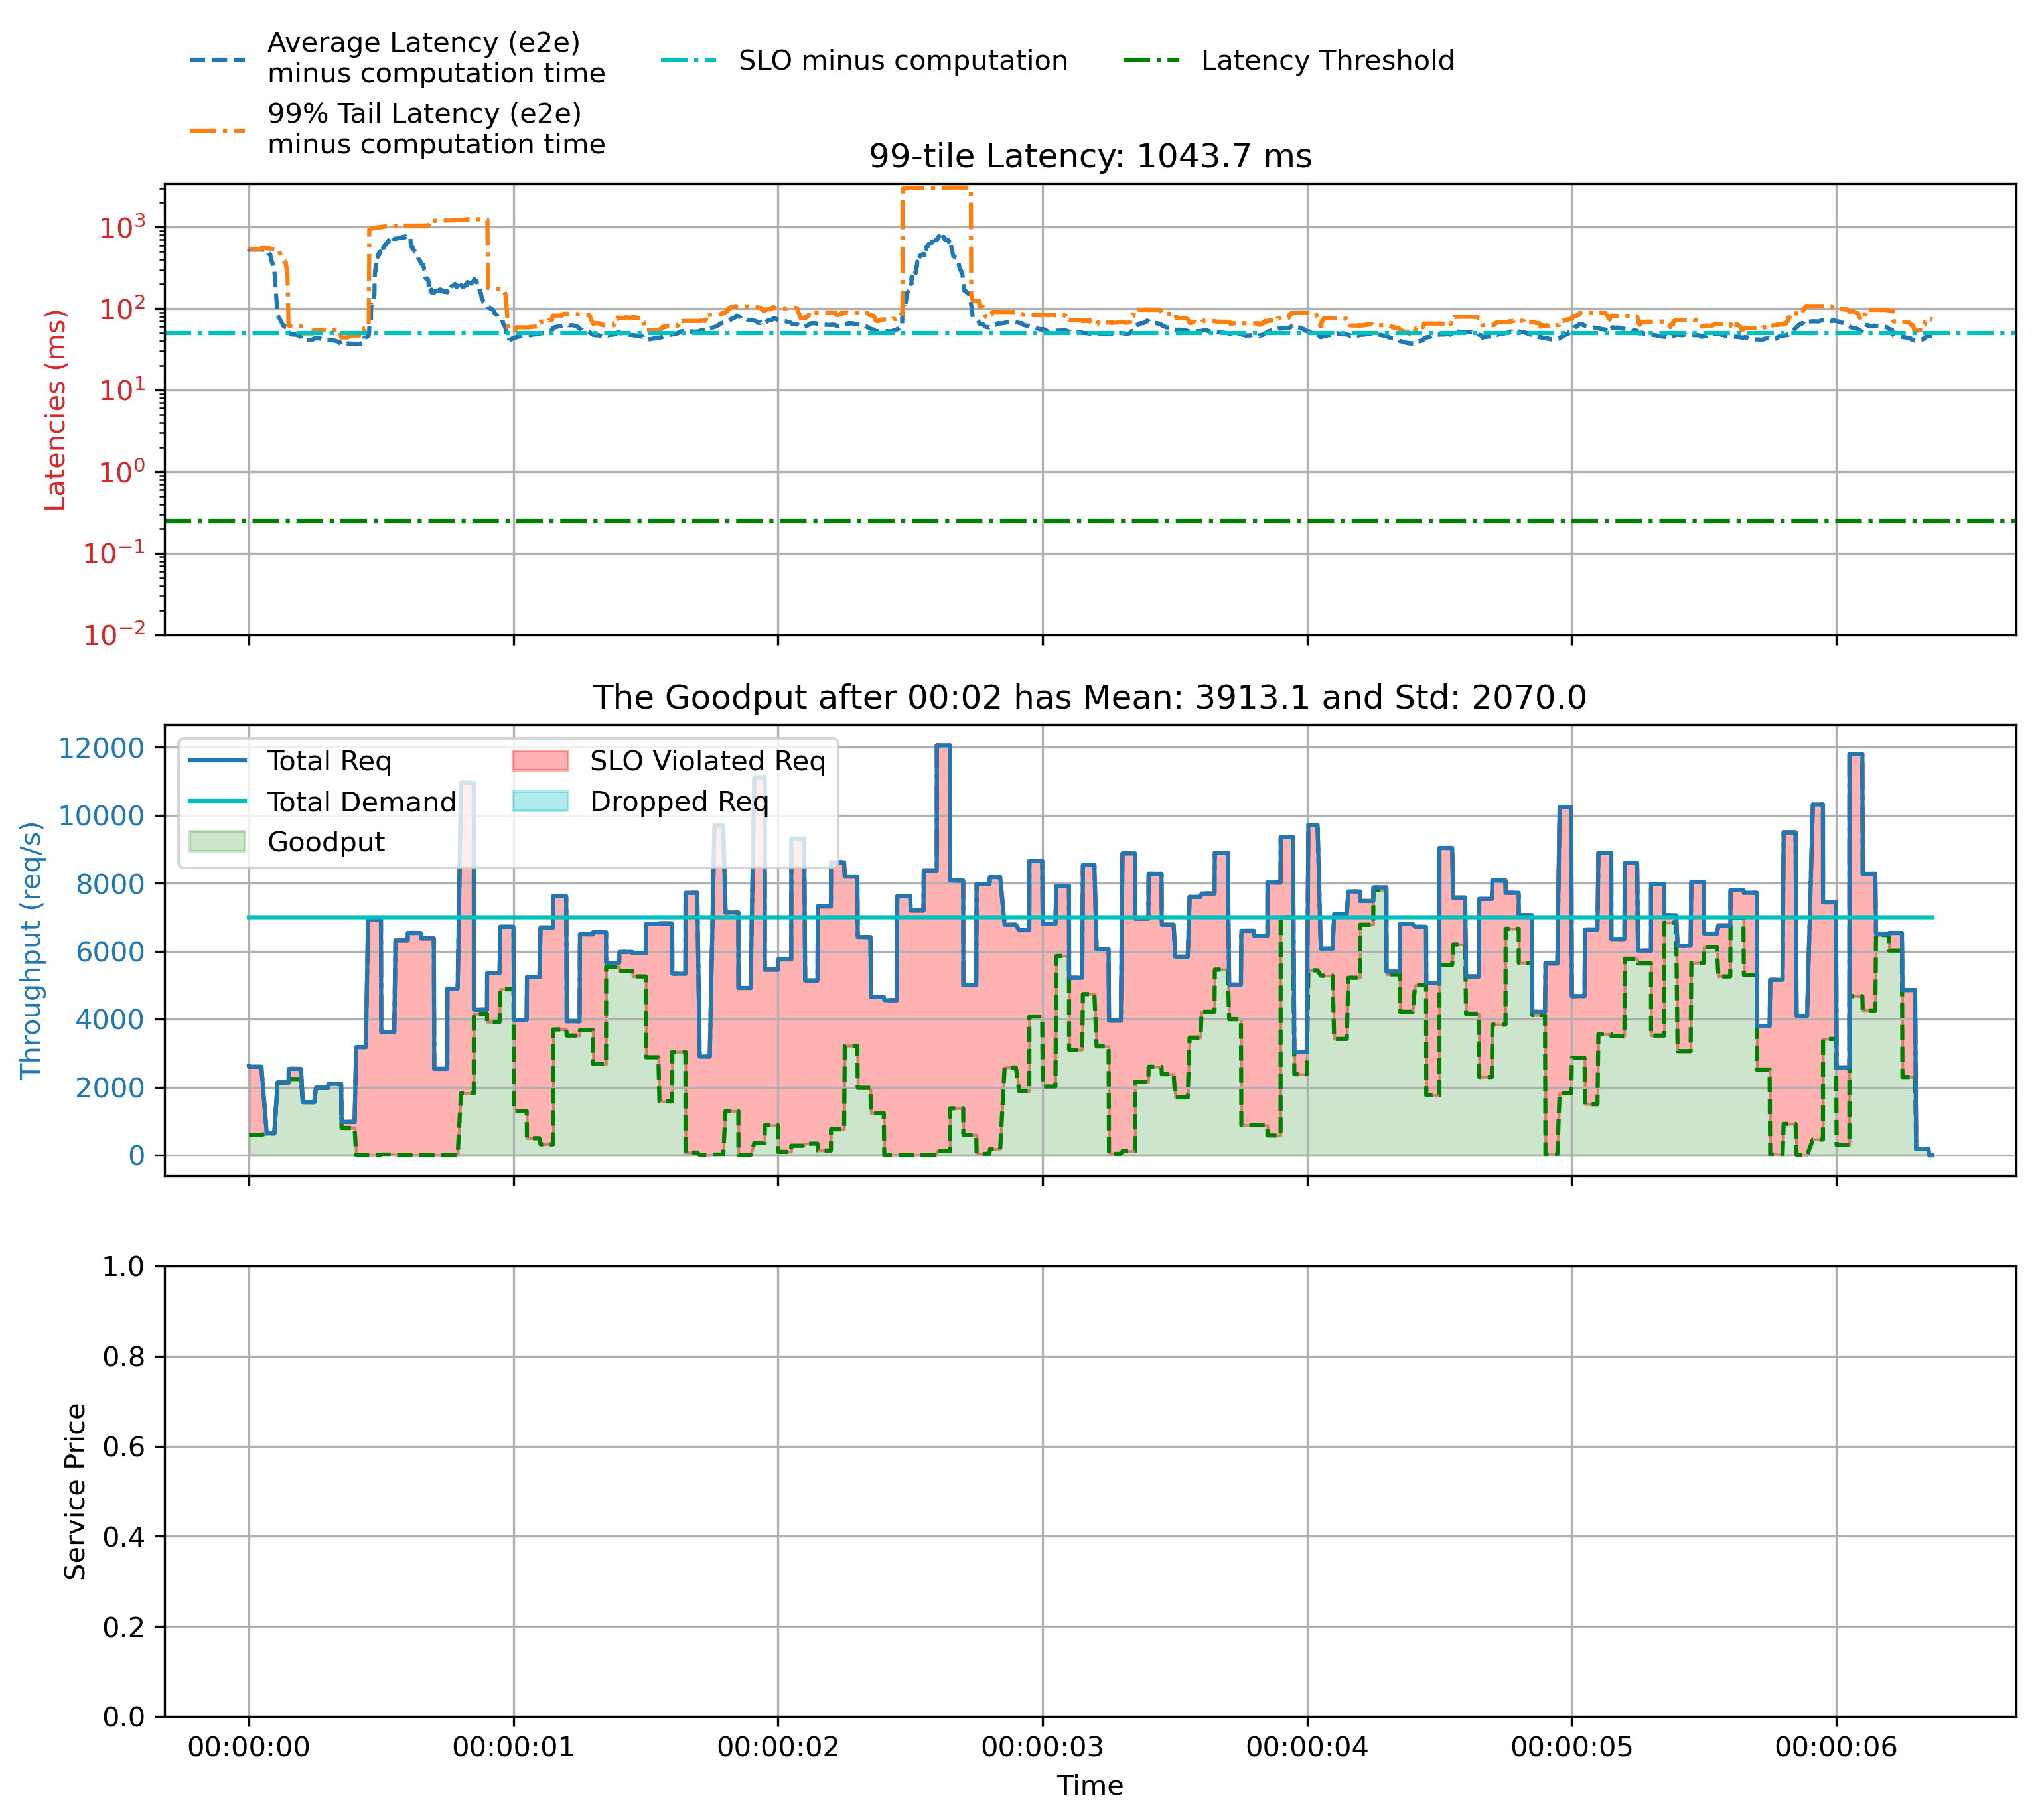 Average Latency (e2e)
minus computation time
99% Tail Latency (e2e)
minus computation time
SLO minus computation
Latency Threshold
99-tile Latency: 1043.7 ms
Latencies (ms)
10³
10²
10¹
10⁰
10⁻¹
10⁻²
The Goodput after 00:02 has Mean: 3913.1 and Std: 2070.0
Throughput (req/s)
12000
10000
8000
6000
4000
2000
0
Total Req
Total Demand
Goodput
SLO Violated Req
Dropped Req
Service Price
1.0
0.8
0.6
0.4
0.2
0.0
00:00:00
00:00:01
00:00:02
00:00:03
00:00:04
00:00:05
00:00:06
Time